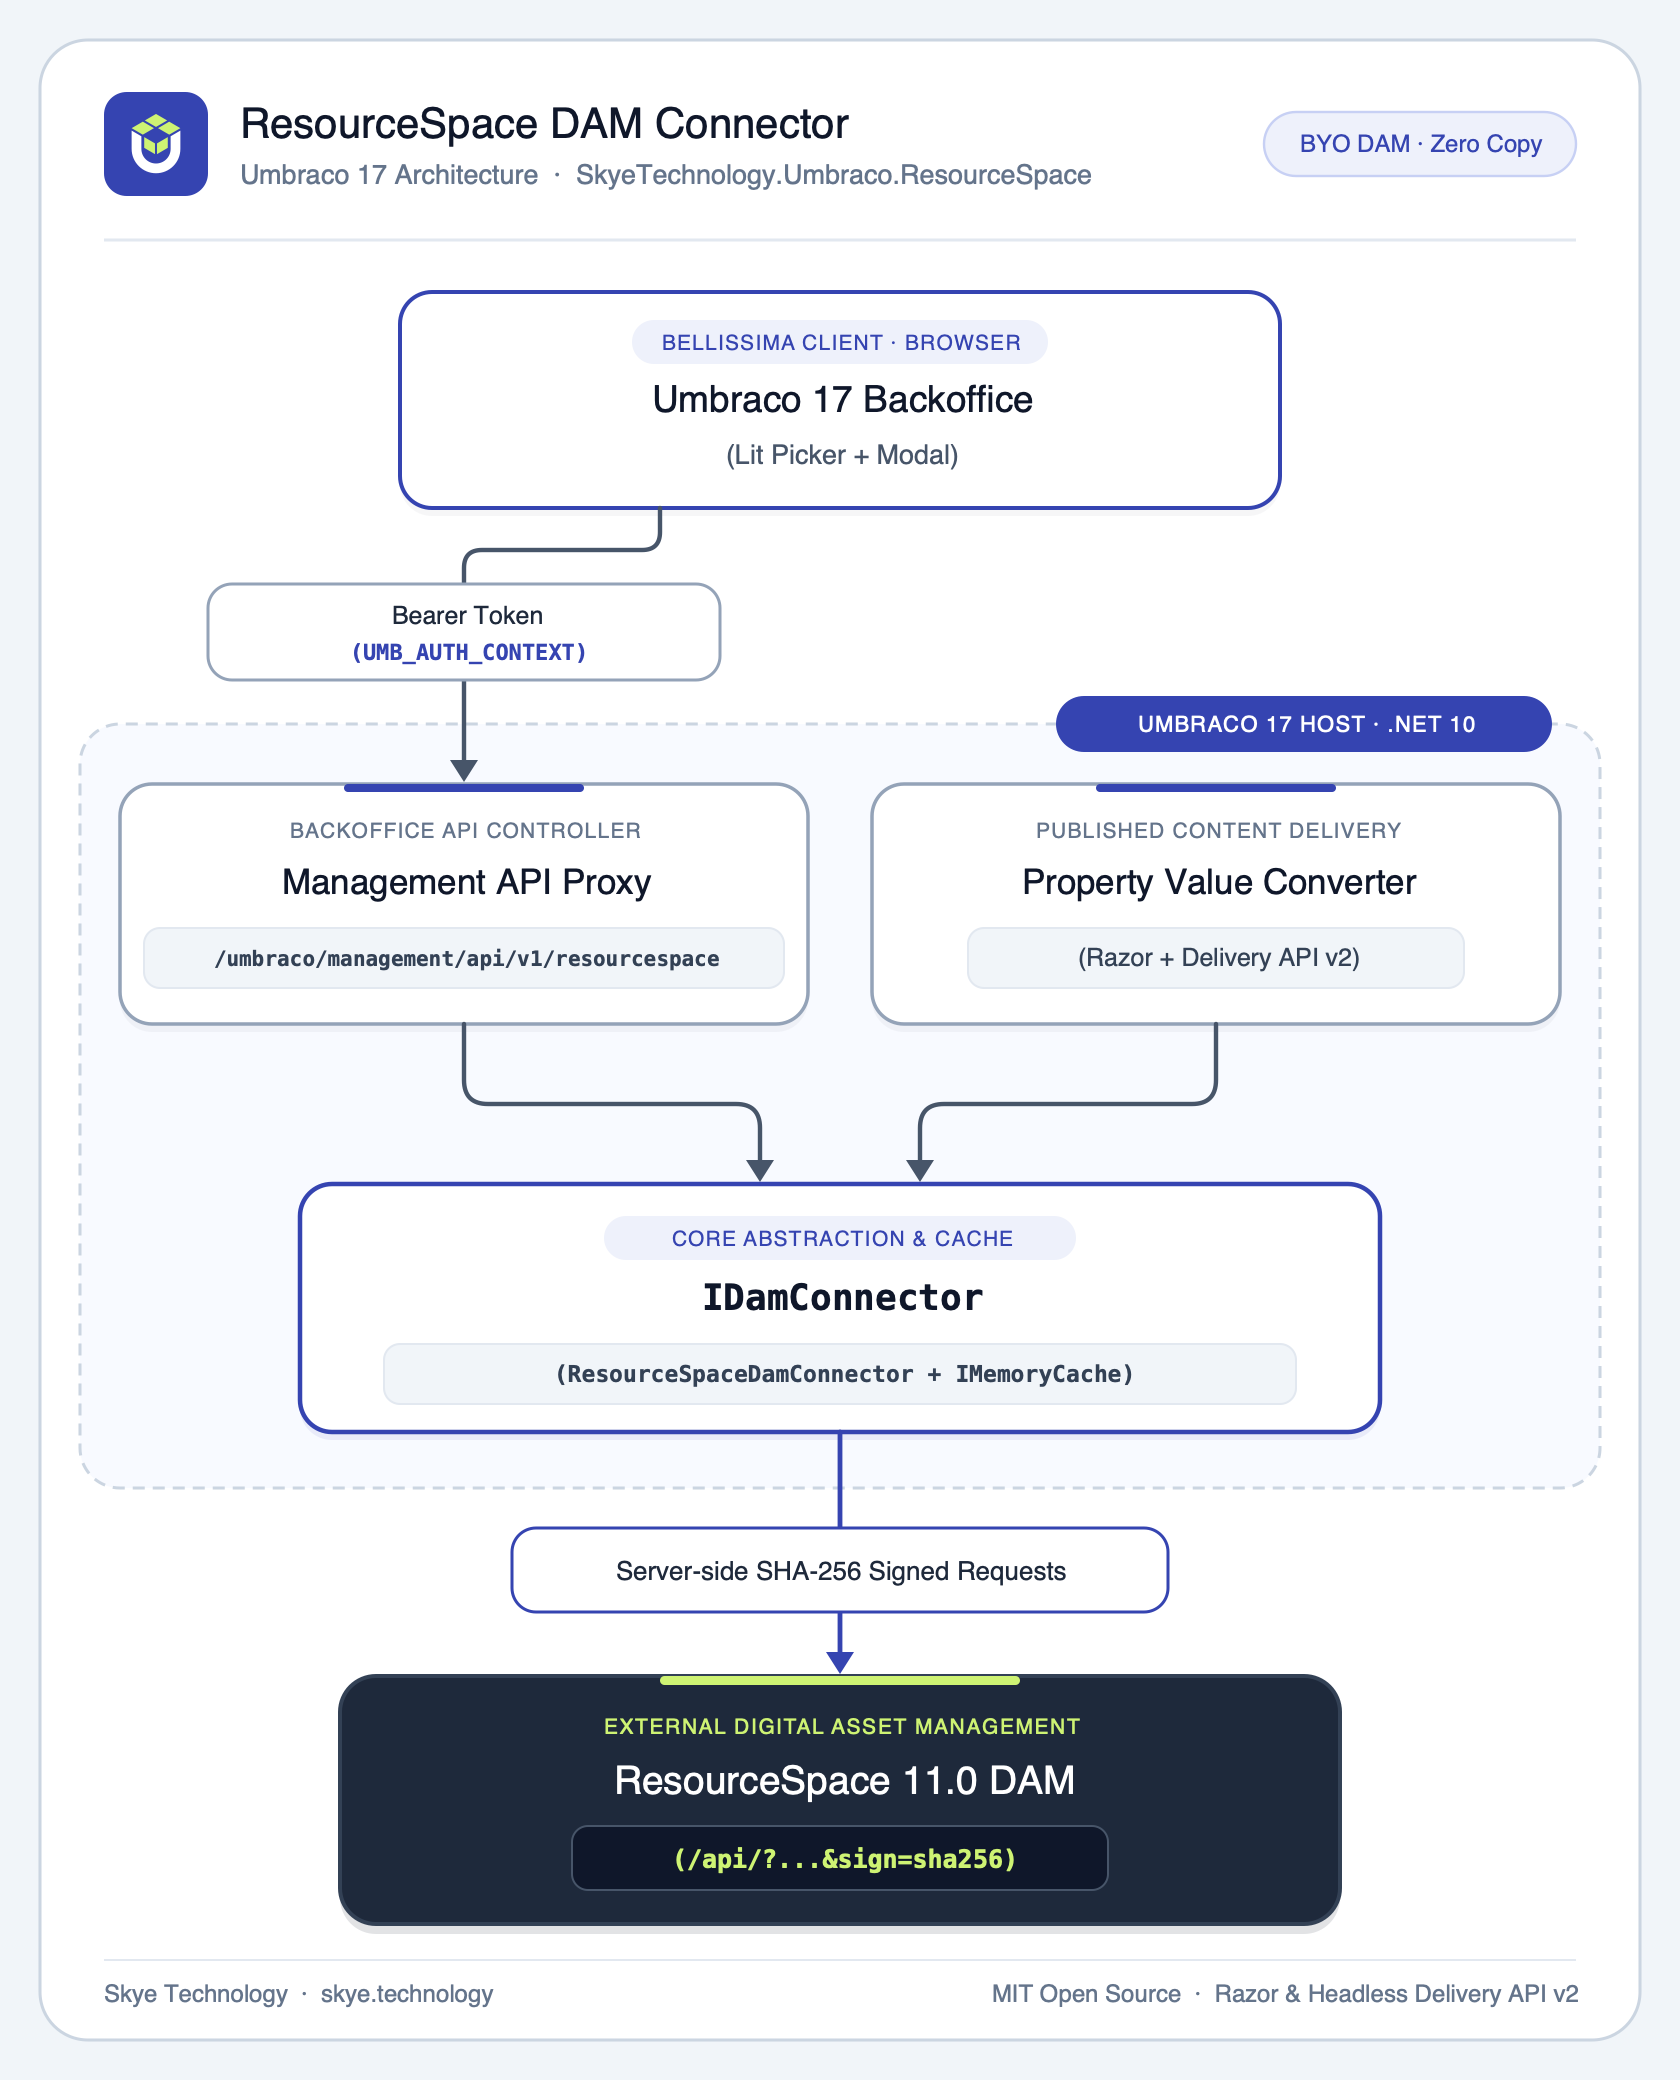 ResourceSpace DAM Connector
Umbraco 17 Architecture · SkyeTechnology.Umbraco.ResourceSpace
BYO DAM · Zero Copy
BELLISSIMA CLIENT · BROWSER
Umbraco 17 Backoffice
(Lit Picker + Modal)
Bearer Token
(UMB_AUTH_CONTEXT)
UMBRACO 17 HOST · .NET 10
BACKOFFICE API CONTROLLER
Management API Proxy
/umbraco/management/api/v1/resourcespace
PUBLISHED CONTENT DELIVERY
Property Value Converter
(Razor + Delivery API v2)
CORE ABSTRACTION & CACHE
IDamConnector
(ResourceSpaceDamConnector + IMemoryCache)
Server-side SHA-256 Signed Requests
EXTERNAL DIGITAL ASSET MANAGEMENT
ResourceSpace 11.0 DAM
(/api/?...&sign=sha256)
Skye Technology · skye.technology
MIT Open Source · Razor & Headless Delivery API v2